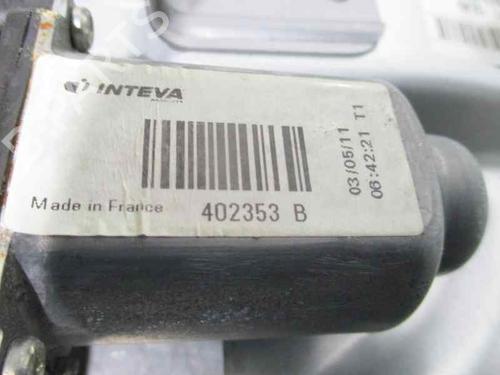 INTEVA
Made in France
402353 B
03/05/11
06:42:21 T1